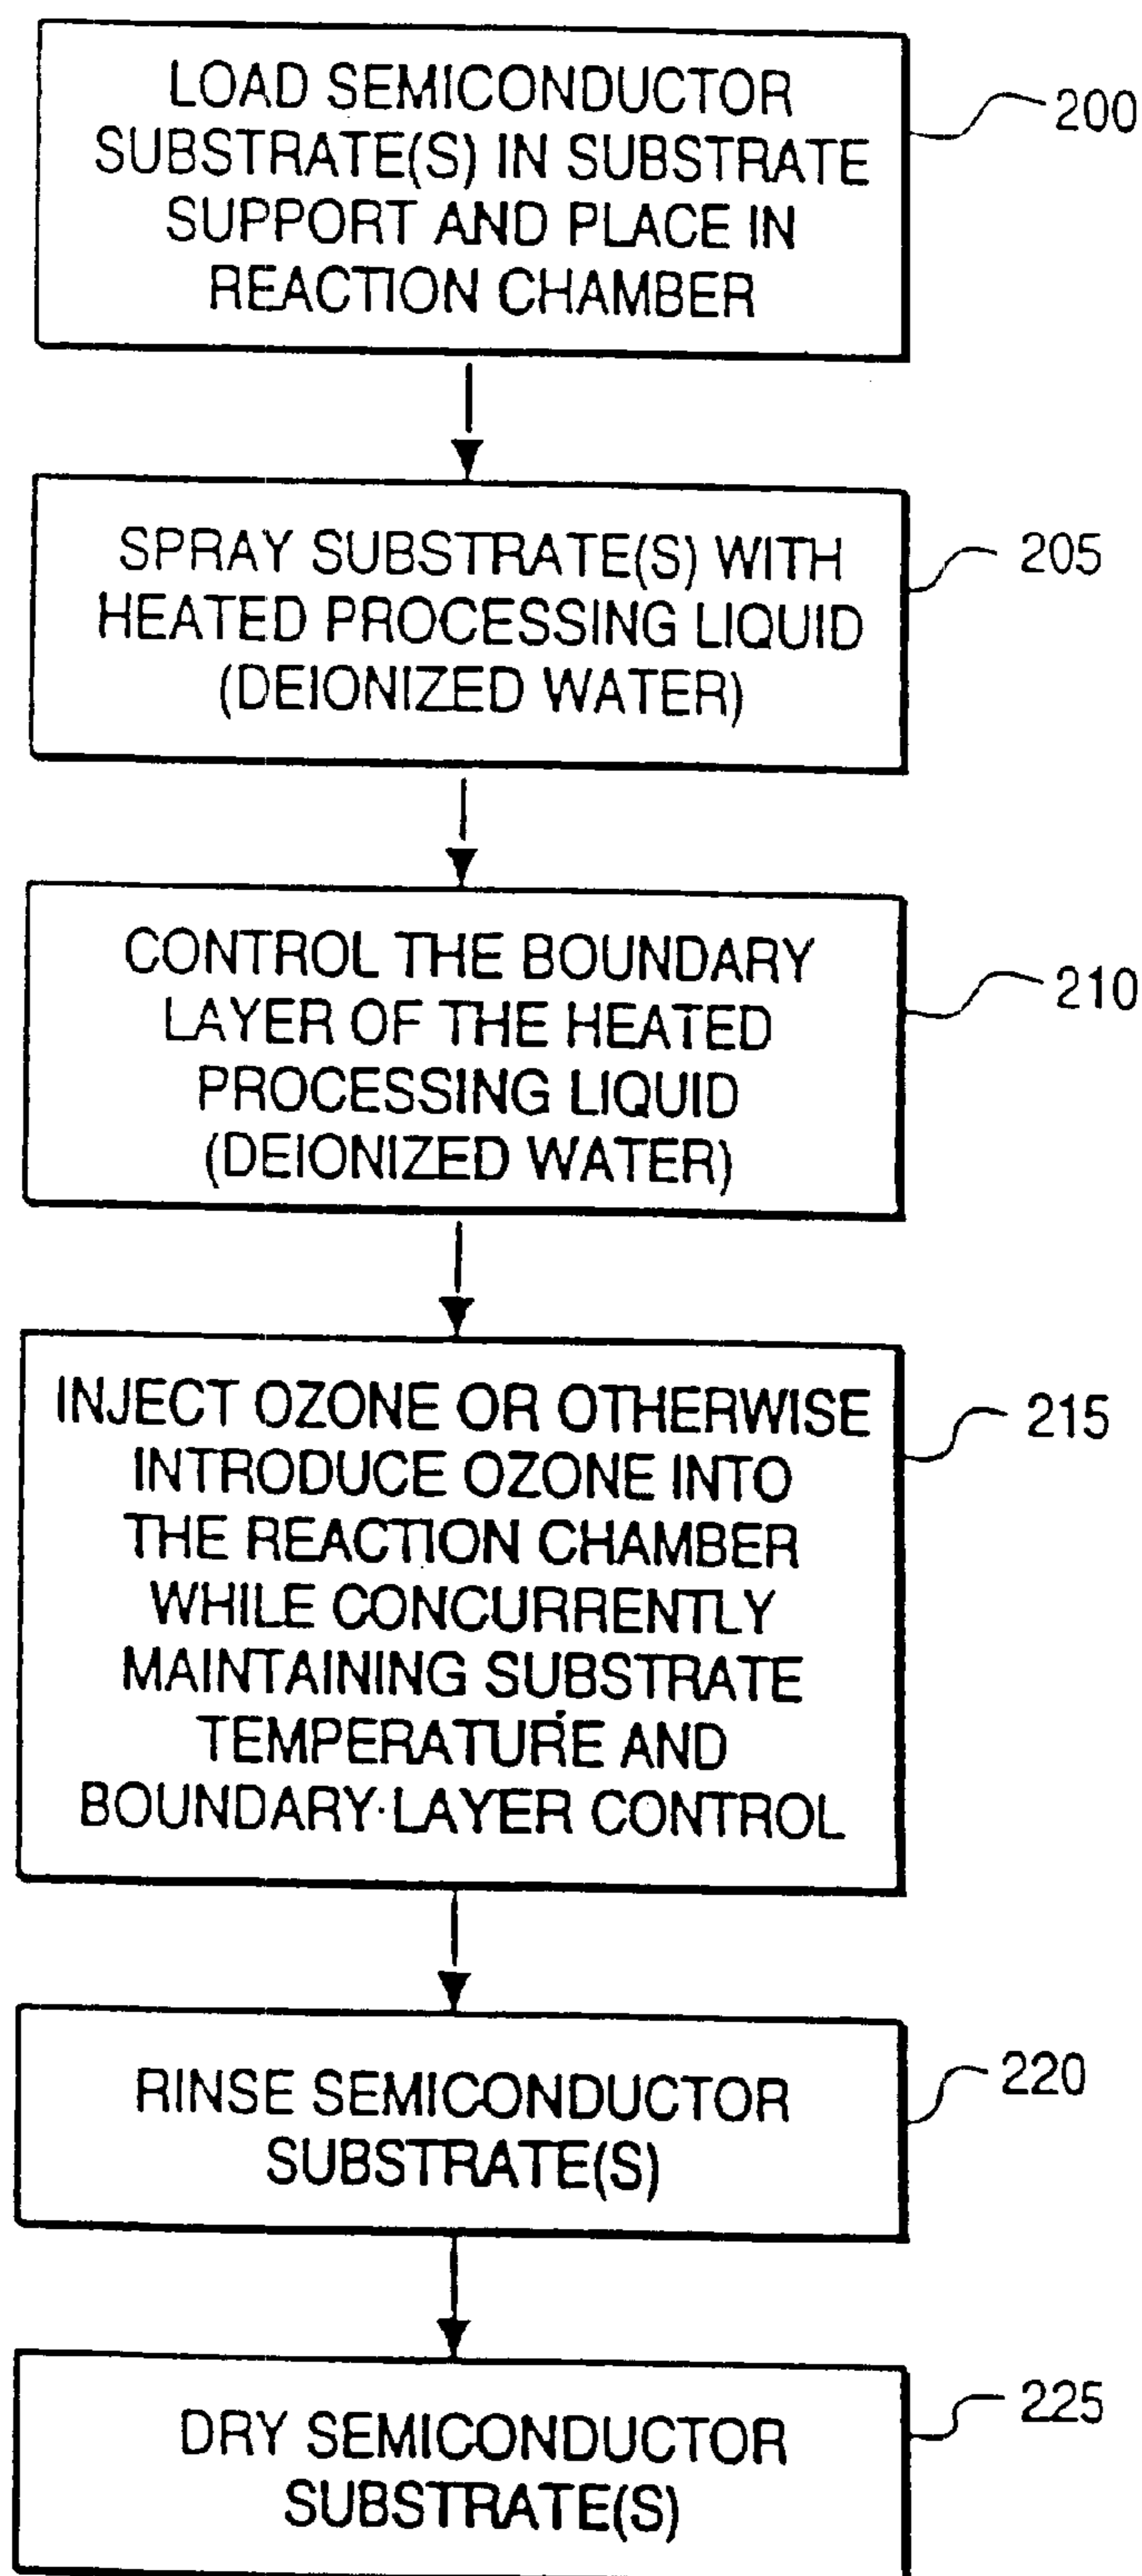 LOAD SEMICONDUCTOR
SUBSTRATE(S) IN SUBSTRATE
SUPPORT AND PLACE IN
REACTION CHAMBER
200
SPRAY SUBSTRATE(S) WITH
HEATED PROCESSING LIQUID
(DEIONIZED WATER)
205
CONTROL THE BOUNDARY
LAYER OF THE HEATED
PROCESSING LIQUID
(DEIONIZED WATER)
210
INJECT OZONE OR OTHERWISE
INTRODUCE OZONE INTO
THE REACTION CHAMBER
WHILE CONCURRENTLY
MAINTAINING SUBSTRATE
TEMPERATURE AND
BOUNDARY-LAYER CONTROL
215
RINSE SEMICONDUCTOR
SUBSTRATE(S)
220
DRY SEMICONDUCTOR
SUBSTRATE(S)
225